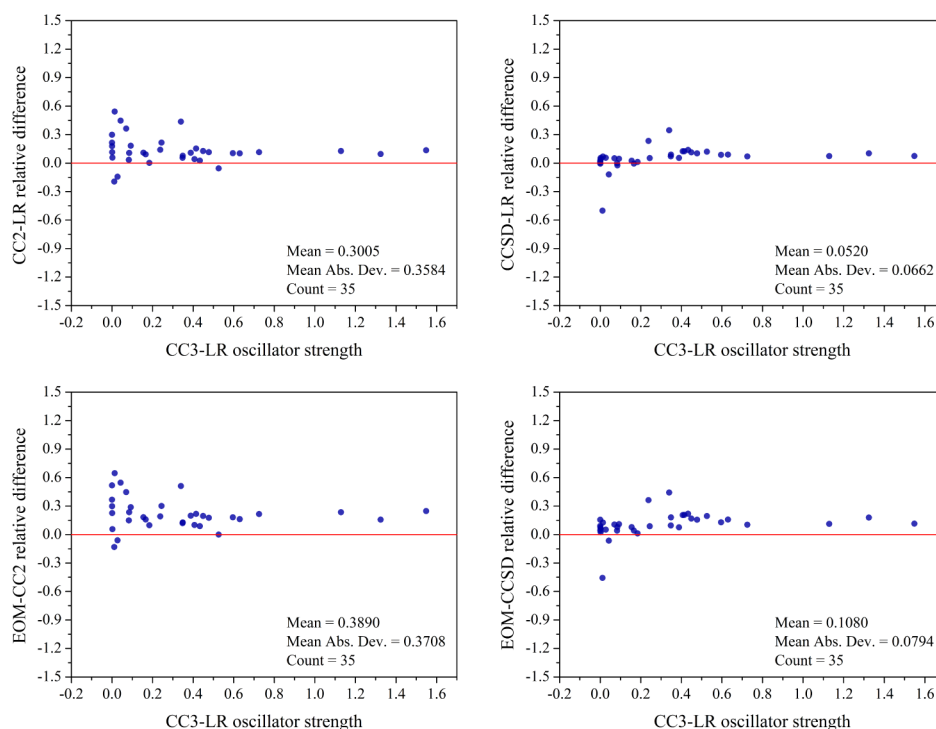 1.5
1.2
0.9
0.6
0.3
0.0
-0.3
-0.6
-0.9
-1.2
-1.5
CC2-LR relative difference
Mean = 0.3005
Mean Abs. Dev. = 0.3584
Count = 35
-0.2 0.0 0.2 0.4 0.6 0.8 1.0 1.2 1.4 1.6
CC3-LR oscillator strength
1.5
1.2
0.9
0.6
0.3
0.0
-0.3
-0.6
-0.9
-1.2
-1.5
CCSD-LR relative difference
Mean = 0.0520
Mean Abs. Dev. = 0.0662
Count = 35
-0.2 0.0 0.2 0.4 0.6 0.8 1.0 1.2 1.4 1.6
CC3-LR oscillator strength
1.5
1.2
0.9
0.6
0.3
0.0
-0.3
-0.6
-0.9
-1.2
-1.5
EOM-CC2 relative difference
Mean = 0.3890
Mean Abs. Dev. = 0.3708
Count = 35
-0.2 0.0 0.2 0.4 0.6 0.8 1.0 1.2 1.4 1.6
CC3-LR oscillator strength
1.5
1.2
0.9
0.6
0.3
0.0
-0.3
-0.6
-0.9
-1.2
-1.5
EOM-CCSD relative difference
Mean = 0.1080
Mean Abs. Dev. = 0.0794
Count = 35
-0.2 0.0 0.2 0.4 0.6 0.8 1.0 1.2 1.4 1.6
CC3-LR oscillator strength